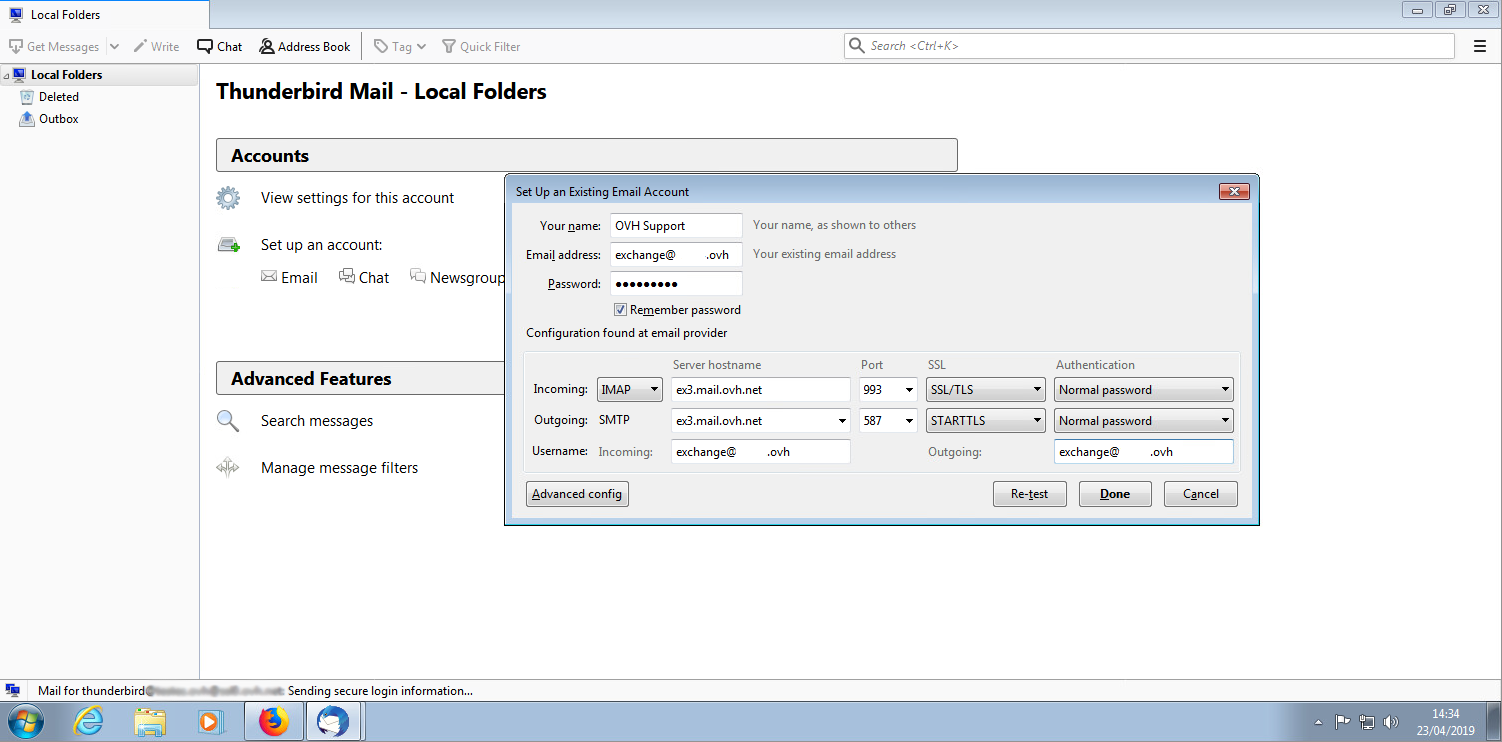 Local Folders
Get Messages Write Chat Address Book Tag Quick Filter Search <Ctrl+K>
Local Folders
Deleted
Outbox
Thunderbird Mail - Local Folders
Accounts
View settings for this account
Set up an account:
Email Chat Newsgroup
Advanced Features
Search messages
Manage message filters
Set Up an Existing Email Account
Your name: OVH Support Your name, as shown to others
Email address: exchange@ .ovh Your existing email address
Password: •••••••••
Remember password
Configuration found at email provider
Server hostname Port SSL Authentication
Incoming: IMAP ex3.mail.ovh.net 993 SSL/TLS Normal password
Outgoing: SMTP ex3.mail.ovh.net 587 STARTTLS Normal password
Username: Incoming: exchange@ .ovh Outgoing: exchange@ .ovh
Advanced config Re-test Done Cancel
Mail for thunderbird Sending secure login information...
14:34
23/04/2019